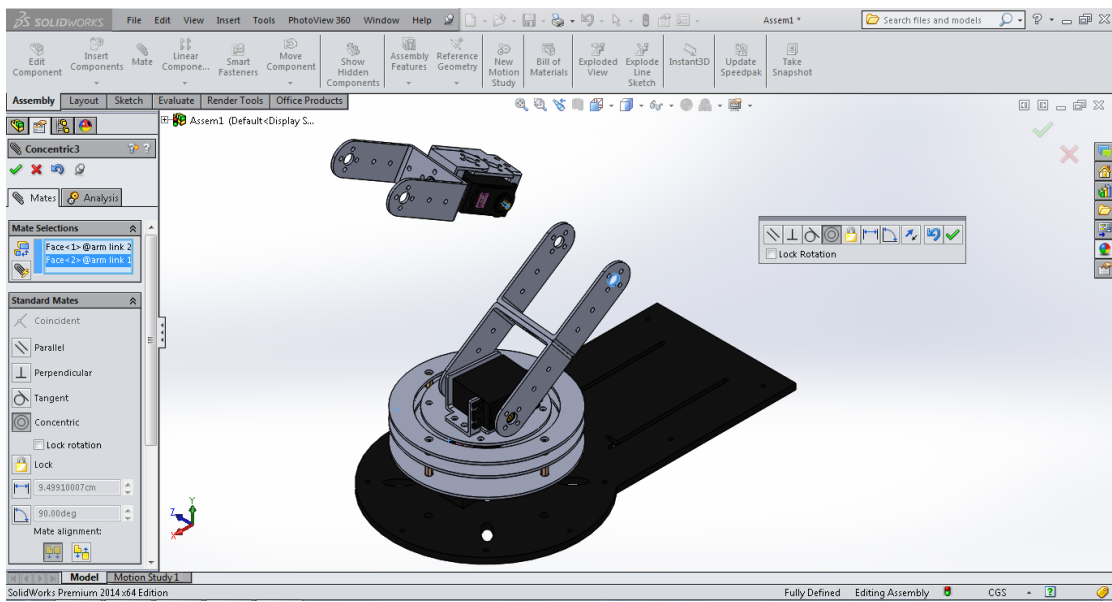 SOLIDWORKS File Edit View Insert Tools PhotoView 360 Window Help Assem1 * Search files and models ?
Edit Component
Insert Components
Mate
Linear Compone...
Smart Fasteners
Move Component
Show Hidden Components
Assembly Features
Reference Geometry
New Motion Study
Bill of Materials
Exploded View
Explode Line Sketch
Instant3D
Update Speedpak
Take Snapshot
Assembly Layout Sketch Evaluate Render Tools Office Products
Assem1 (Default<Display S...
Concentric3 ?
Mates Analysis
Mate Selections
Face<1>@arm link 2
Face<2>@arm link 1
Standard Mates
Coincident
Parallel
Perpendicular
Tangent
Concentric
Lock rotation
Lock
9.49910007cm
90.00deg
Mate alignment:
Lock Rotation
Y
Z
X
Model Motion Study 1
SolidWorks Premium 2014 x64 Edition Fully Defined Editing Assembly CGS ?